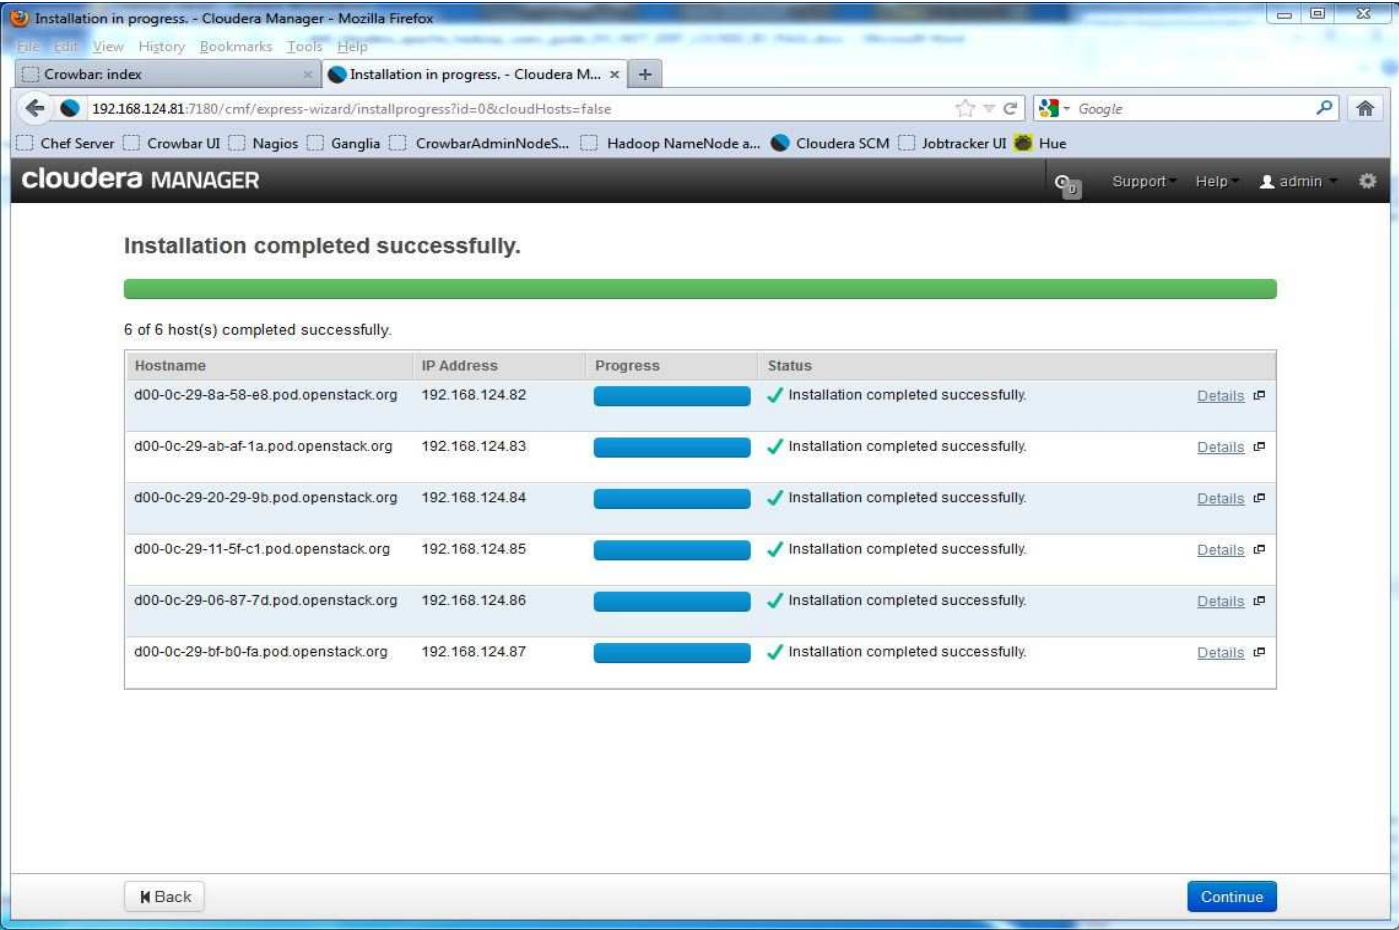 Installation in progress. - Cloudera Manager - Mozilla Firefox
File Edit View History Bookmarks Tools Help
Crowbar: index
Installation in progress. - Cloudera M...
192.168.124.81:7180/cmf/express-wizard/installprogress?id=0&cloudHosts=false
Google
Chef Server Crowbar UI Nagios Ganglia CrowbarAdminNodeS... Hadoop NameNode a... Cloudera SCM Jobtracker UI Hue
cloudera MANAGER
0 Support Help admin
Installation completed successfully.
6 of 6 host(s) completed successfully.
Hostname IP Address Progress Status
d00-0c-29-8a-58-e8.pod.openstack.org 192.168.124.82 Installation completed successfully. Details
d00-0c-29-ab-af-1a.pod.openstack.org 192.168.124.83 Installation completed successfully. Details
d00-0c-29-20-29-9b.pod.openstack.org 192.168.124.84 Installation completed successfully. Details
d00-0c-29-11-5f-c1.pod.openstack.org 192.168.124.85 Installation completed successfully. Details
d00-0c-29-06-87-7d.pod.openstack.org 192.168.124.86 Installation completed successfully. Details
d00-0c-29-bf-b0-fa.pod.openstack.org 192.168.124.87 Installation completed successfully. Details
Back
Continue